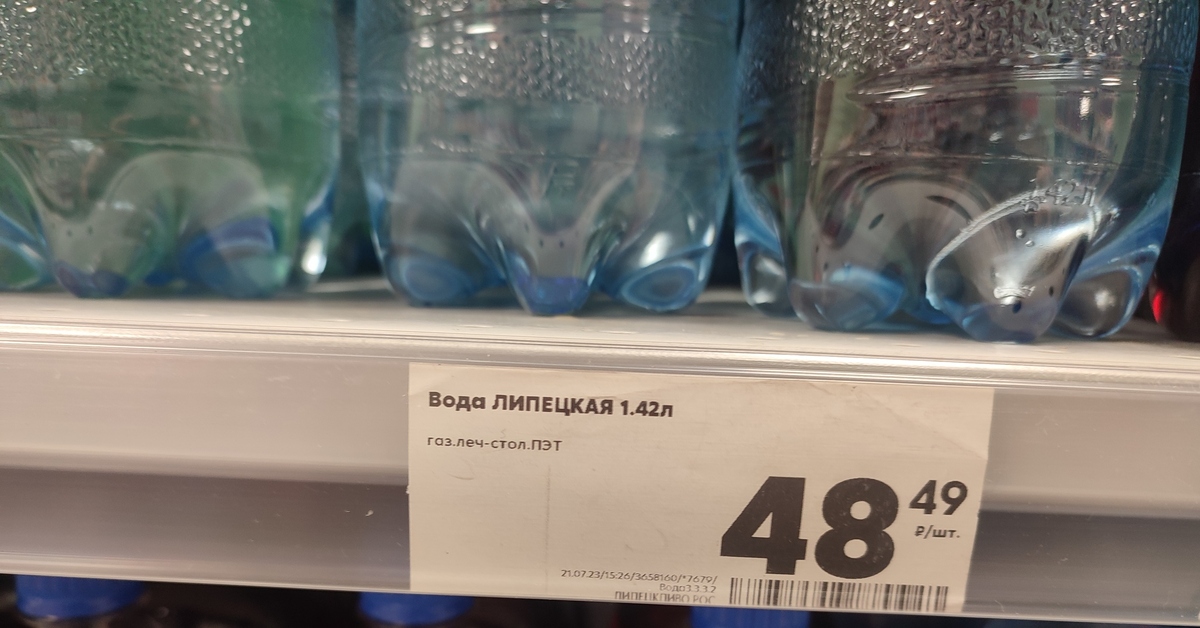 Вода ЛИПЕЦКАЯ 1.42л
газ.леч-стол.ПЭТ
48 49
₽/шт.
21.07.23/15:26/3658160/*7679/
Вода3.3.3.2
ЛИПЕЦКПИВО РОС